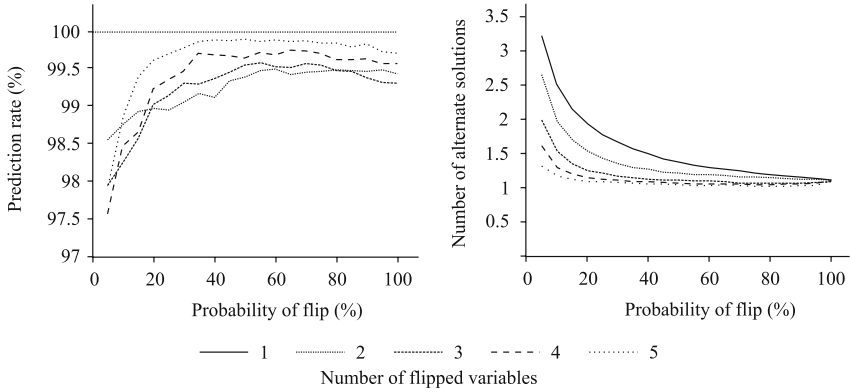 Prediction rate (%)
100
99.5
99
98.5
98
97.5
97
0 20 40 60 80 100
Probability of flip (%)
Number of alternate solutions
3.5
3
2.5
2
1.5
1
0.5
0 20 40 60 80 100
Probability of flip (%)
1 2 3 4 5
Number of flipped variables